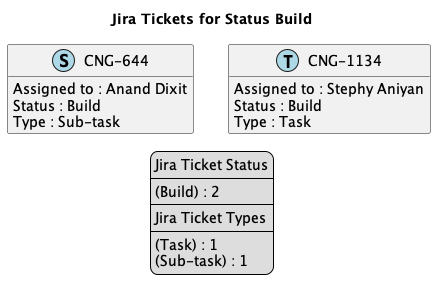 Jira Tickets for Status Build
S CNG-644
Assigned to : Anand Dixit
Status : Build
Type : Sub-task
T CNG-1134
Assigned to : Stephy Aniyan
Status : Build
Type : Task
Jira Ticket Status
(Build) : 2
Jira Ticket Types
(Task) : 1
(Sub-task) : 1